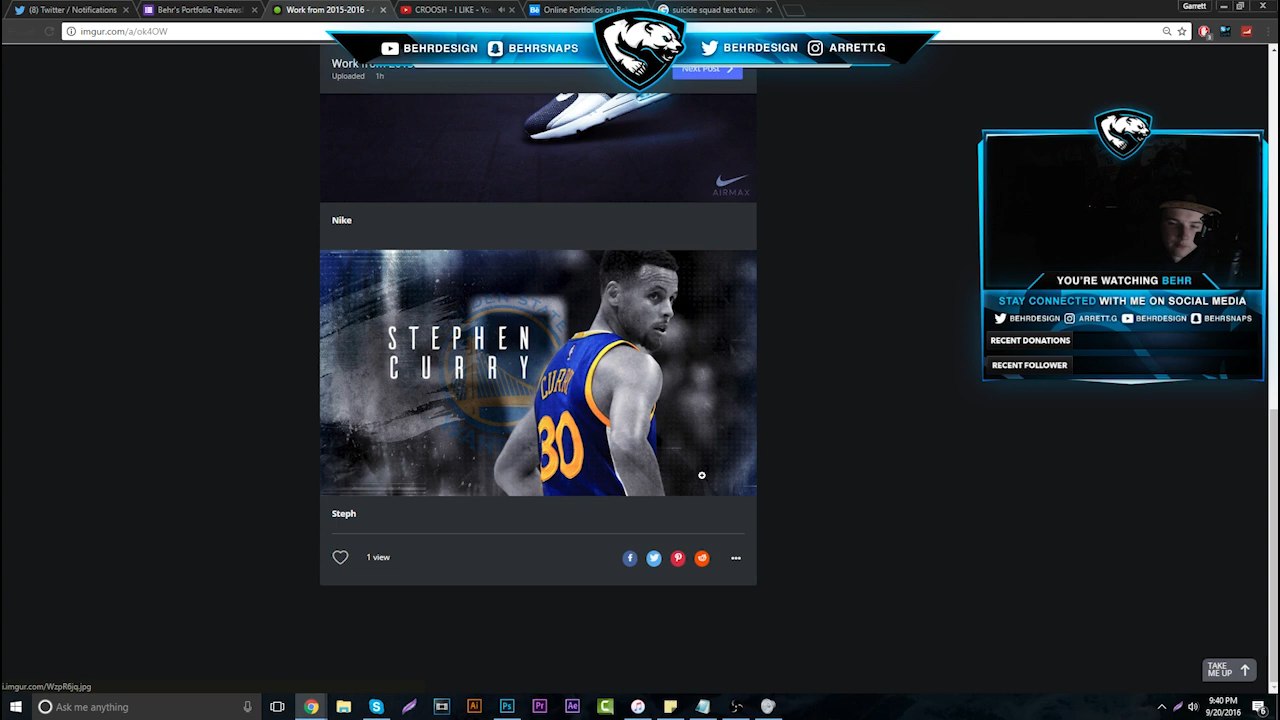 (8) Twitter / Notifications
Behr's Portfolio Reviews!
Work from 2015-2016 - A
CROOSH - I LIKE - You
Online Portfolios on Be
suicide squad text tutori
Garrett
imgur.com/a/ok4OW
BEHRDESIGN
BEHRSNAPS
BEHRDESIGN
ARRETT.G
Next Post
Uploaded 1h
AIRMAX
Nike
STEPHEN
CURRY
CURRY
30
Steph
1 view
YOU'RE WATCHING BEHR
STAY CONNECTED WITH ME ON SOCIAL MEDIA
BEHRDESIGN ARRETT.G BEHRDESIGN BEHRSNAPS
RECENT DONATIONS
RECENT FOLLOWER
TAKE
ME UP
i.imgur.com/WzpR6jq.jpg
Ask me anything
9:40 PM
9/20/2016